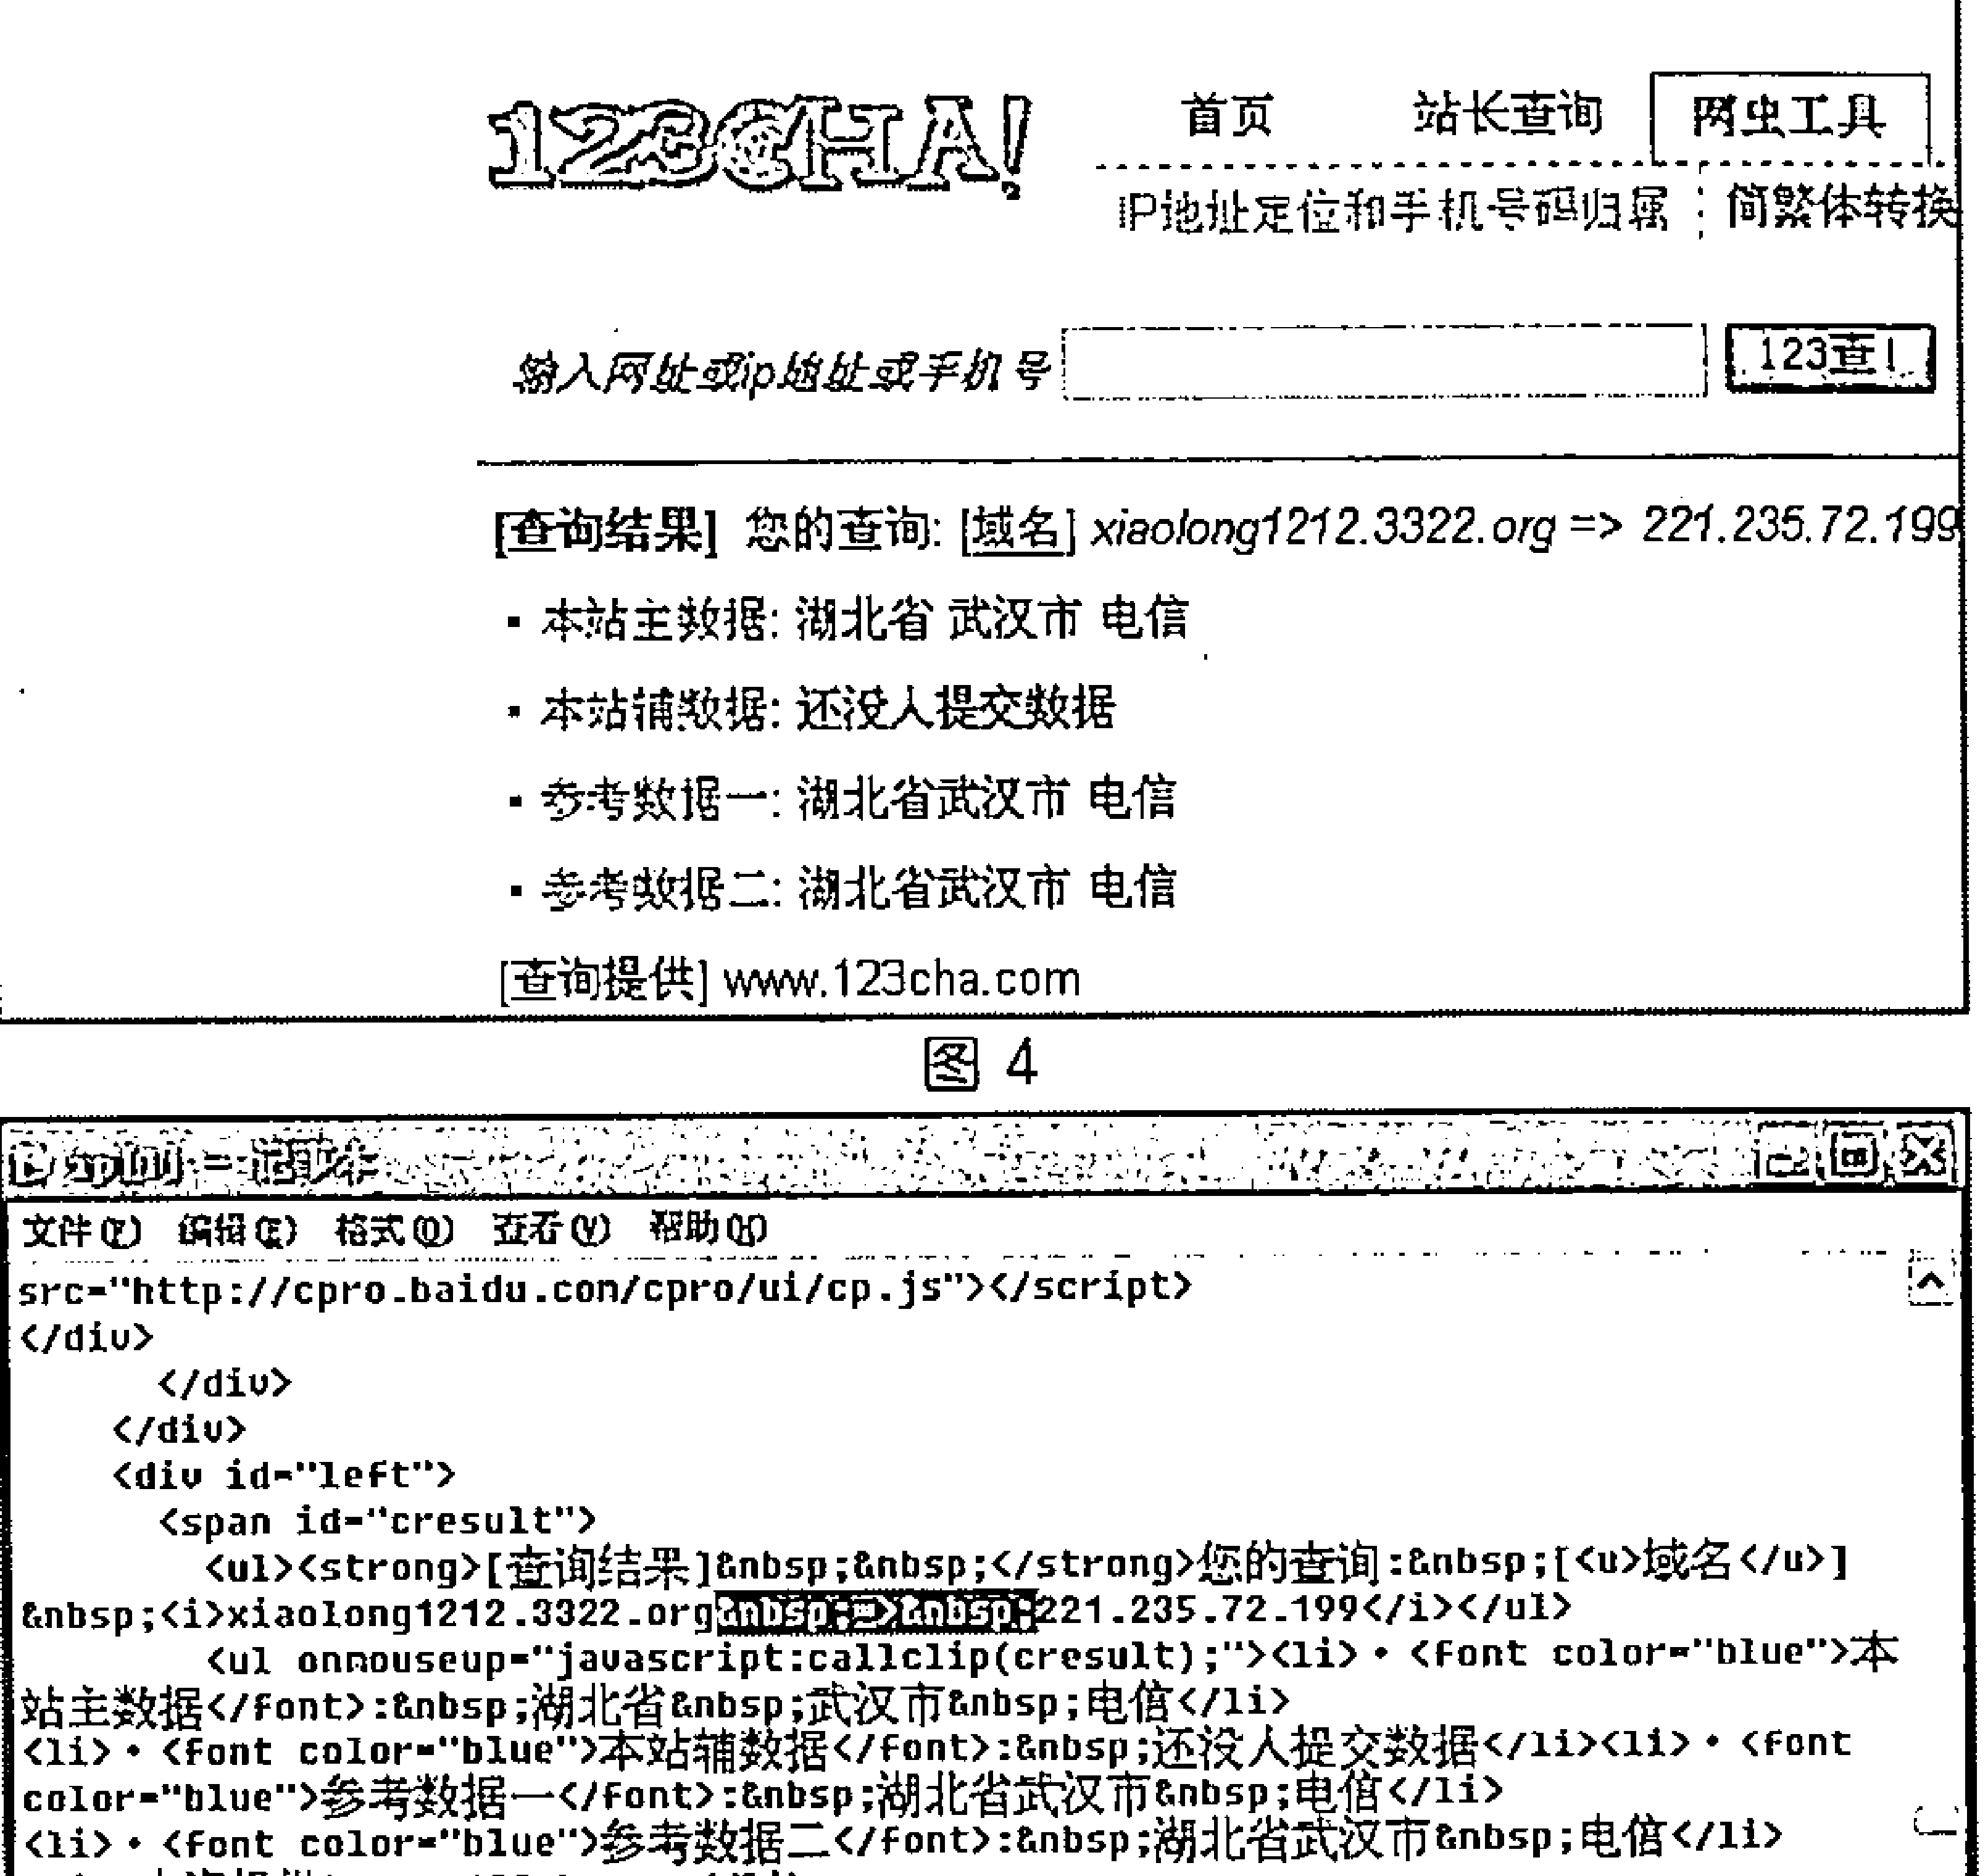 123CHA!
首页 站长查询 网虫工具
IP地址定位和手机号码归属 简繁体转换
输入网址或ip地址或手机号 123查!
[查询结果] 您的查询: [域名] xiaolong1212.3322.org => 221.235.72.199
▪ 本站主数据: 湖北省 武汉市 电信
▪ 本站辅数据: 还没人提交数据
▪ 参考数据一: 湖北省武汉市 电信
▪ 参考数据二: 湖北省武汉市 电信
[查询提供] www.123cha.com
图 4
记事本
文件(F) 编辑(E) 格式(O) 查看(V) 帮助(H)
src="http://cpro.baidu.com/cpro/ui/cp.js"></script>
</div>
</div>
</div>
<div id="left">
<span id="cresult">
<ul><strong>[查询结果]&nbsp;&nbsp;</strong>您的查询:&nbsp;[<u>域名</u>]
&nbsp;<i>xiaolong1212.3322.org&nbsp;=>&nbsp;221.235.72.199</i></ul>
<ul onmouseup="javascript:callclip(cresult);"><li>·<font color="blue">本
站主数据</font>:&nbsp;湖北省&nbsp;武汉市&nbsp;电信</li>
<li>·<font color="blue">本站辅数据</font>:&nbsp;还没人提交数据</li><li>·<font
color="blue">参考数据一</font>:&nbsp;湖北省武汉市&nbsp;电信</li>
<li>·<font color="blue">参考数据二</font>:&nbsp;湖北省武汉市&nbsp;电信</li>